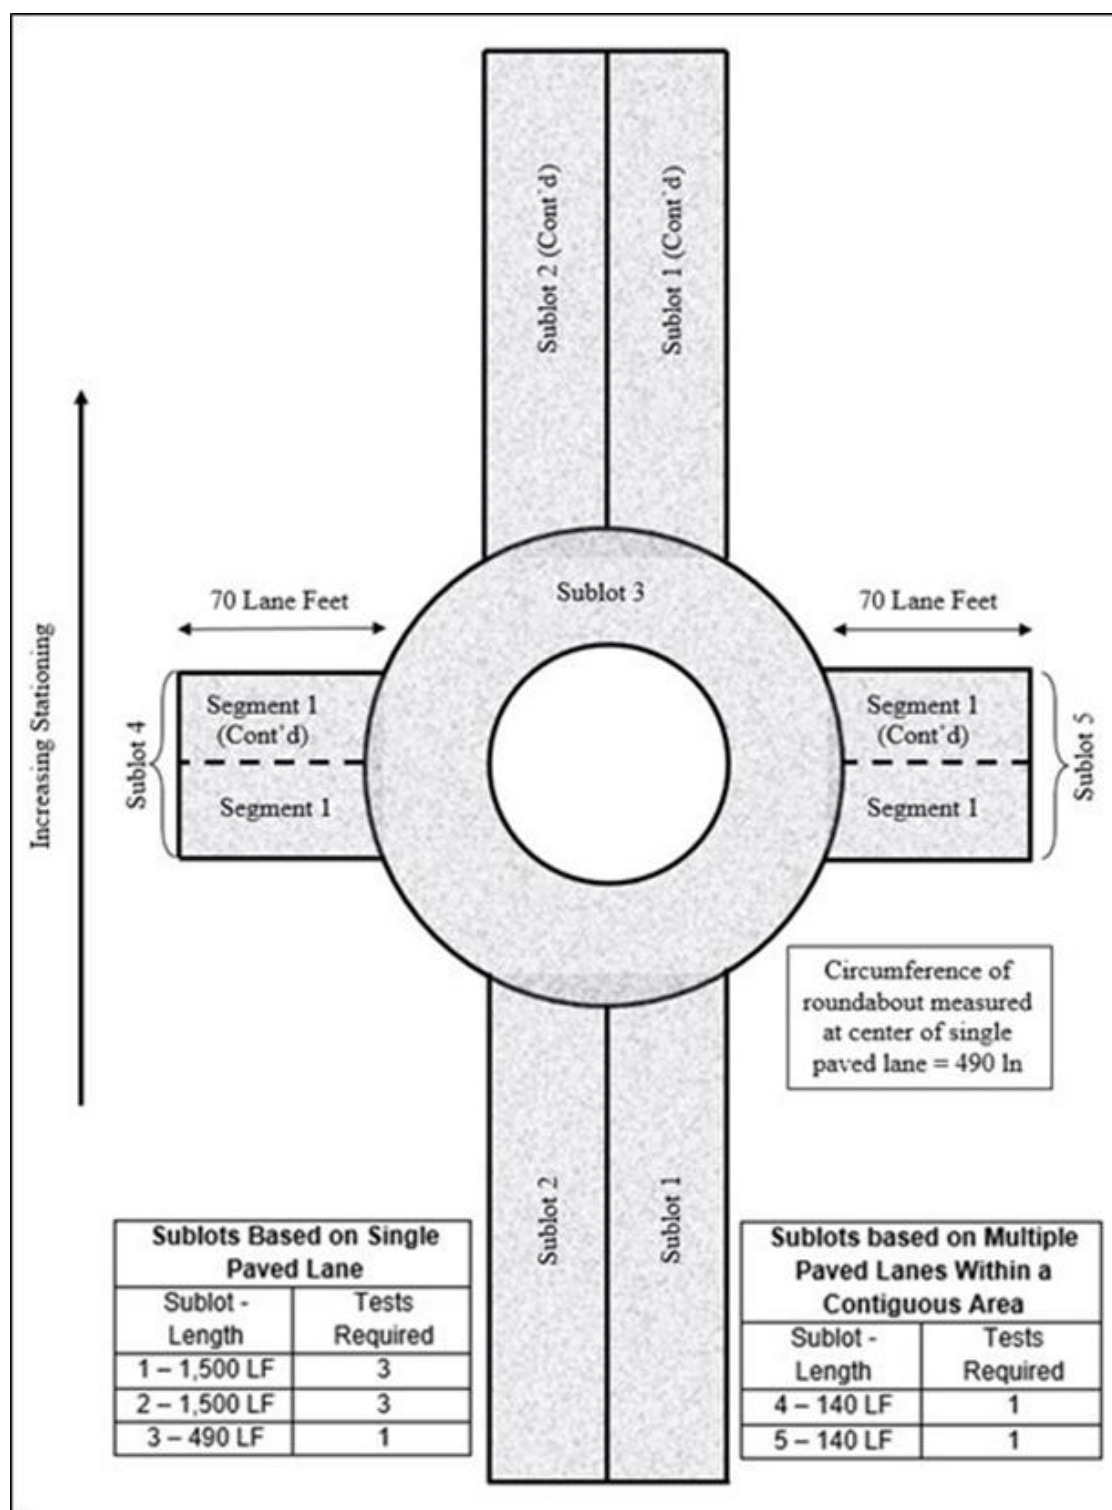 Sublot 2 (Cont`d)
Sublot 1 (Cont`d)
Sublot 3
70 Lane Feet
70 Lane Feet
Increasing Stationing
Sublot 4
Segment 1
(Cont`d)
Segment 1
Segment 1
(Cont`d)
Segment 1
Sublot 5
Circumference of
roundabout measured
at center of single
paved lane = 490 ln
Sublot 2
Sublot 1
Sublots Based on Single
Paved Lane
Sublot - Tests
Length Required
1 – 1,500 LF 3
2 – 1,500 LF 3
3 – 490 LF 1
Sublots based on Multiple
Paved Lanes Within a
Contiguous Area
Sublot - Tests
Length Required
4 – 140 LF 1
5 – 140 LF 1